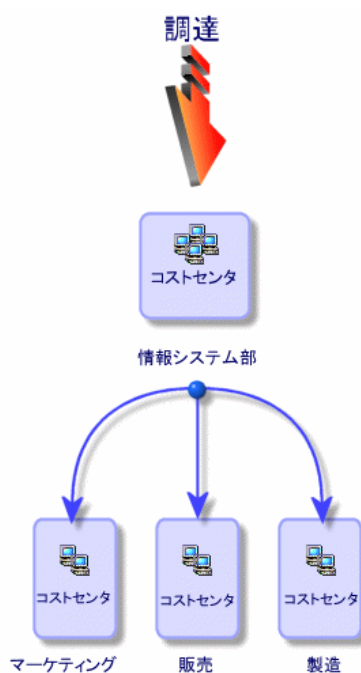 調達
コストセンタ
情報システム部
コストセンタ
コストセンタ
コストセンタ
マーケティング
販売
製造